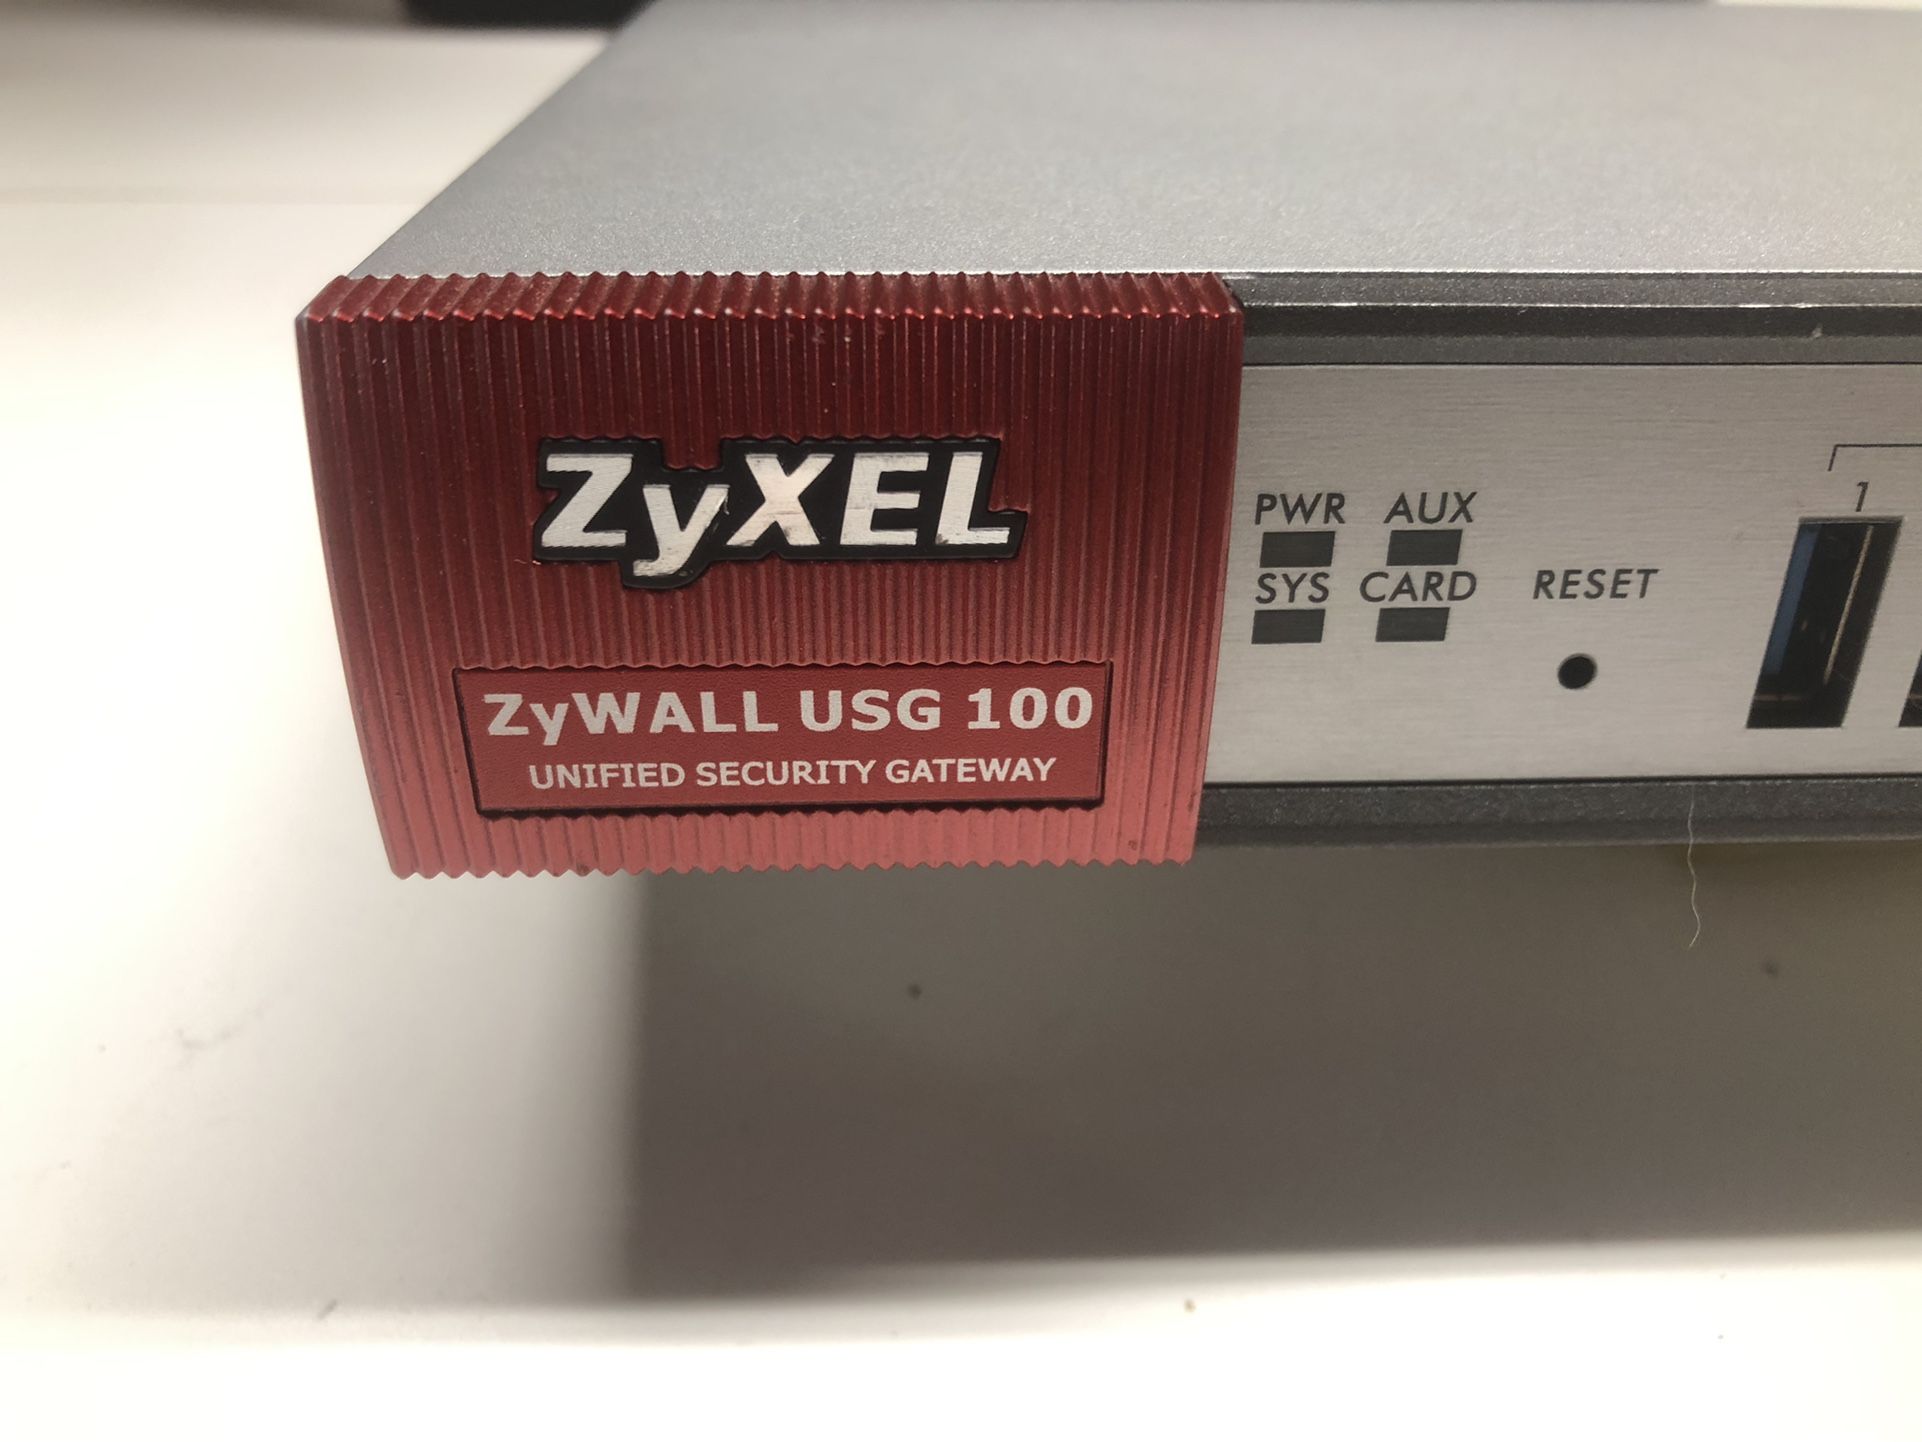 ZyXEL
ZyWALL USG 100
UNIFIED SECURITY GATEWAY
PWR AUX
SYS CARD
RESET
1